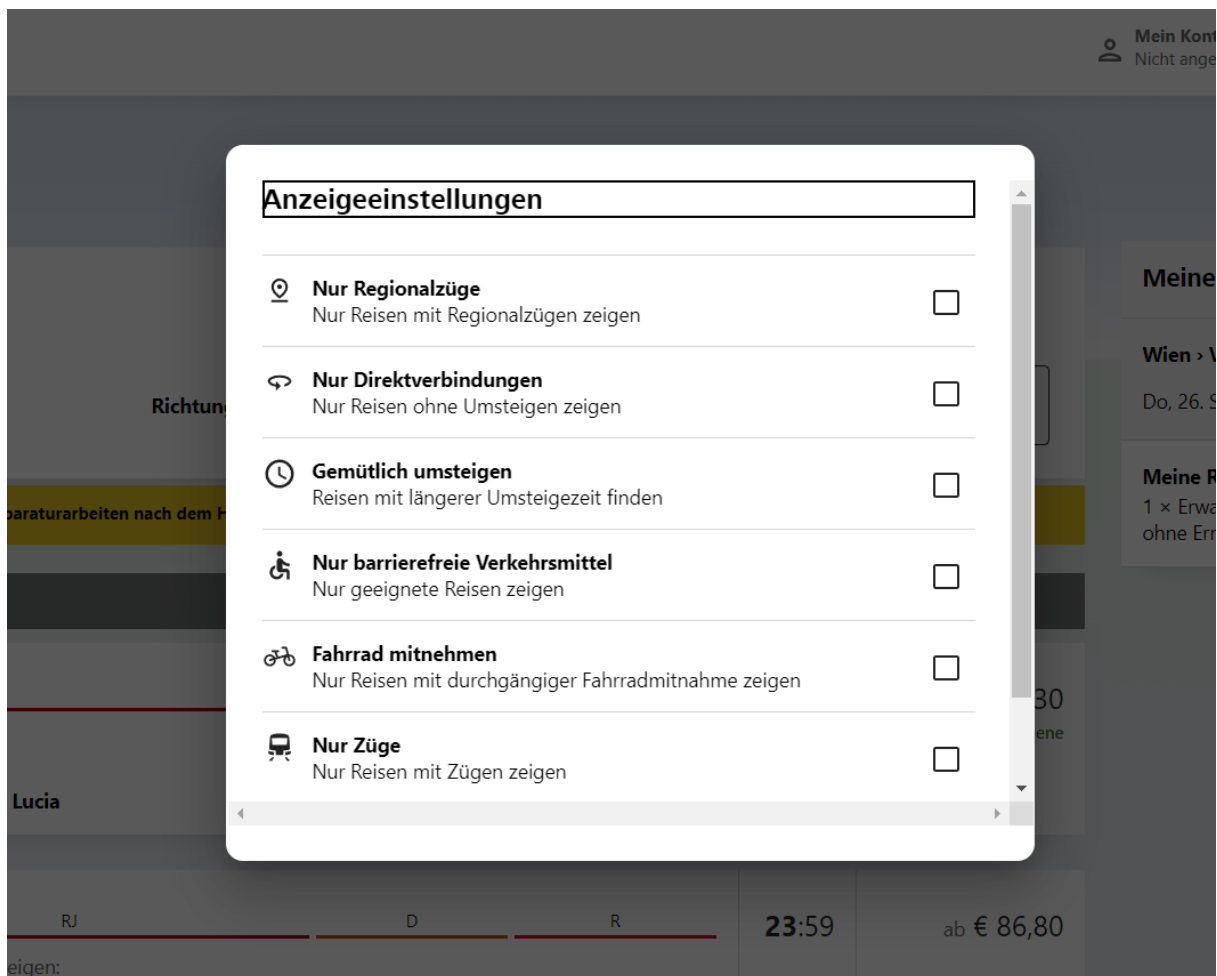 Mein Kont
Nicht ange
Anzeigeeinstellungen
Nur Regionalzüge
Nur Reisen mit Regionalzügen zeigen
Nur Direktverbindungen
Nur Reisen ohne Umsteigen zeigen
Gemütlich umsteigen
Reisen mit längerer Umsteigezeit finden
Nur barrierefreie Verkehrsmittel
Nur geeignete Reisen zeigen
Fahrrad mitnehmen
Nur Reisen mit durchgängiger Fahrradmitnahme zeigen
Nur Züge
Nur Reisen mit Zügen zeigen
Richtun
paraturarbeiten nach dem H
Lucia
30
ene
Meine
Wien › V
Do, 26. S
Meine R
1 × Erwa
ohne Err
RJ D R 23:59 ab € 86,80
eigen: